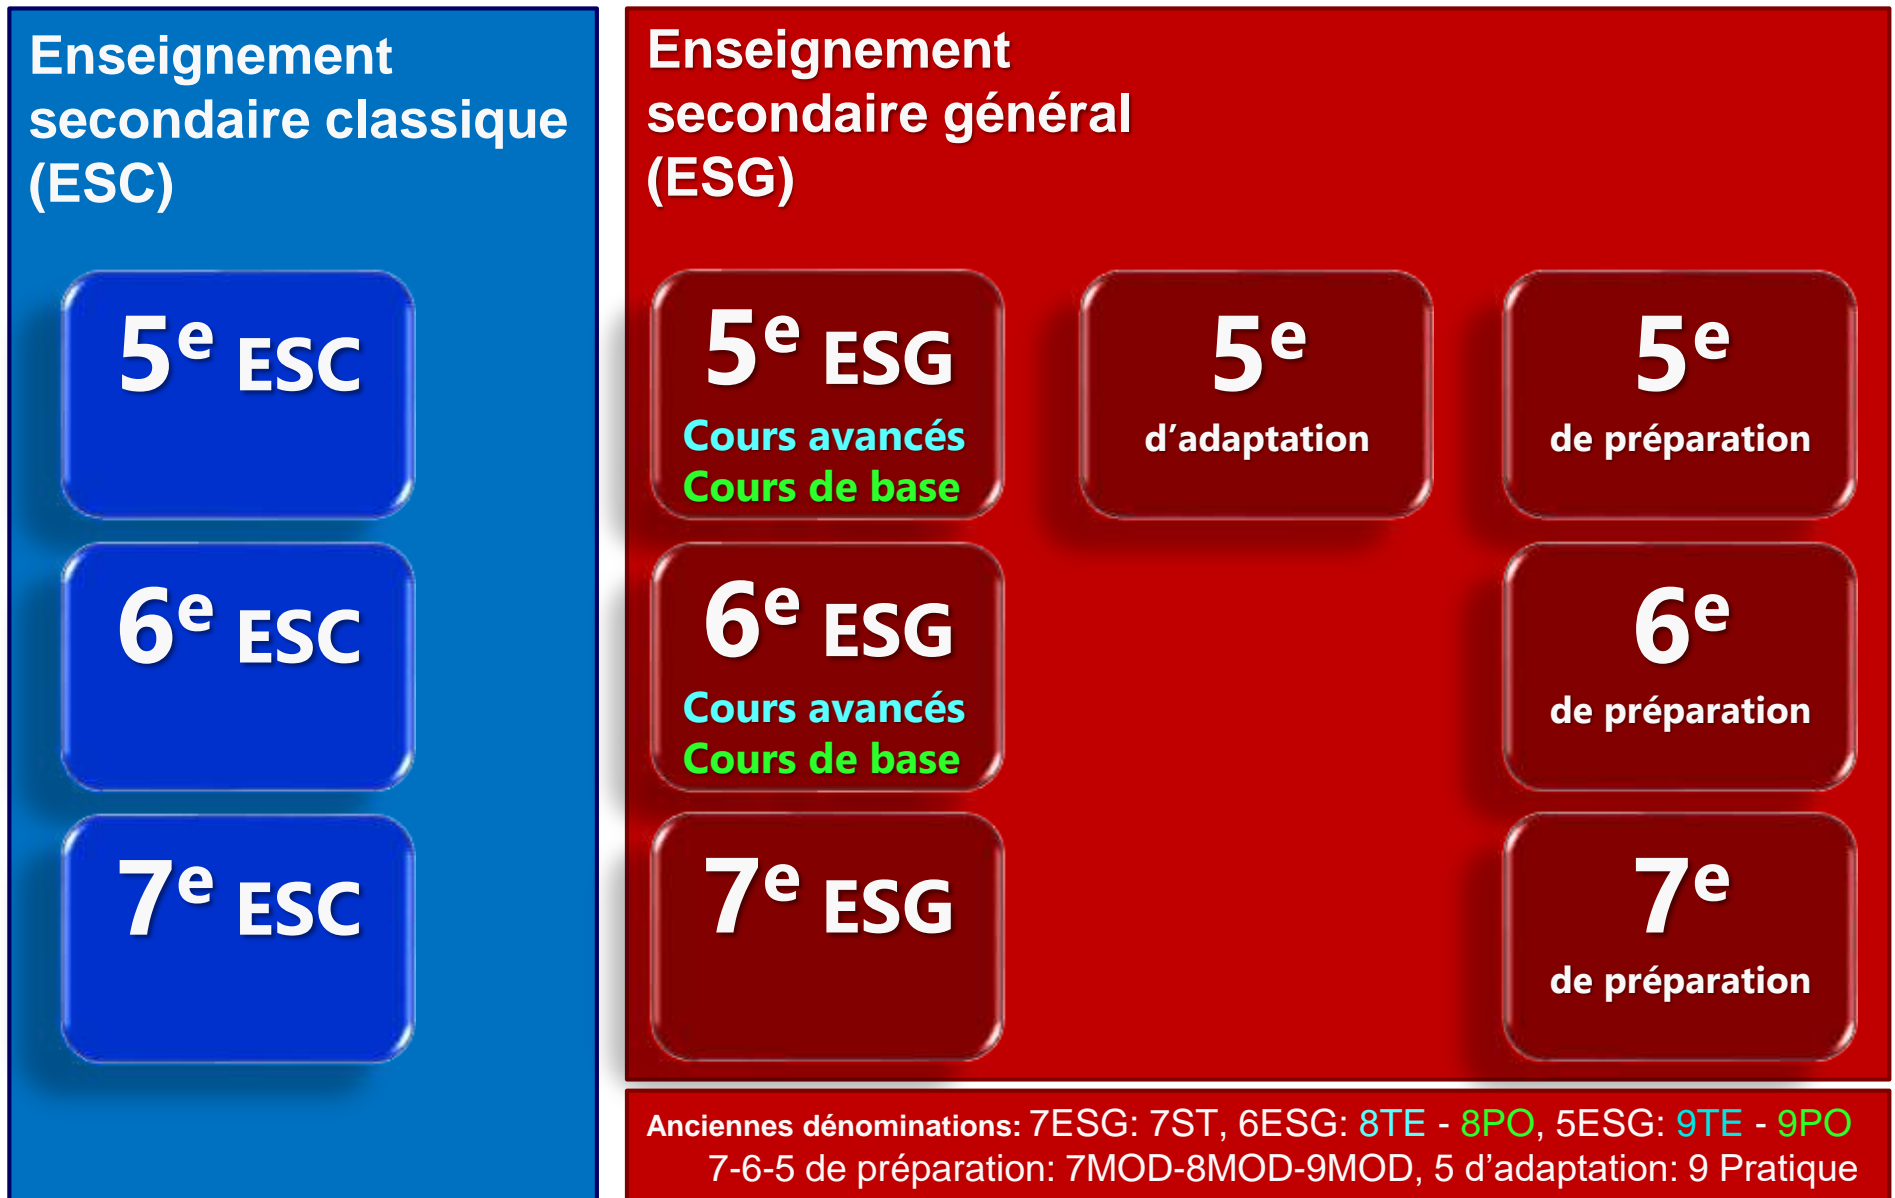 Enseignement
secondaire classique
(ESC)
5e ESC
6e ESC
7e ESC
Enseignement
secondaire général
(ESG)
5e ESG
Cours avancés
Cours de base
5e
d’adaptation
5e
de préparation
6e ESG
Cours avancés
Cours de base
6e
de préparation
7e ESG
7e
de préparation
Anciennes dénominations: 7ESG: 7ST, 6ESG: 8TE - 8PO, 5ESG: 9TE - 9PO
7-6-5 de préparation: 7MOD-8MOD-9MOD, 5 d’adaptation: 9 Pratique